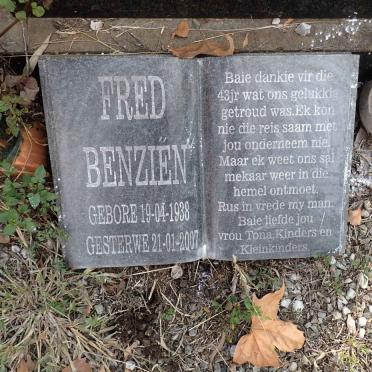 FRED
BENZIËN
GEBORE 19-04-1938
GESTERWE 21-01-2007
Baie dankie vir die
43jr wat ons gelukkig
getroud was.Ek kon
nie die reis saam met
jou onderneem nie.
Maar ek weet ons sal
mekaar weer in die
hemel ontmoet.
Rus in vrede my man.
Baie liefde jou
vrou Tona, Kinders en
Kleinkinders.